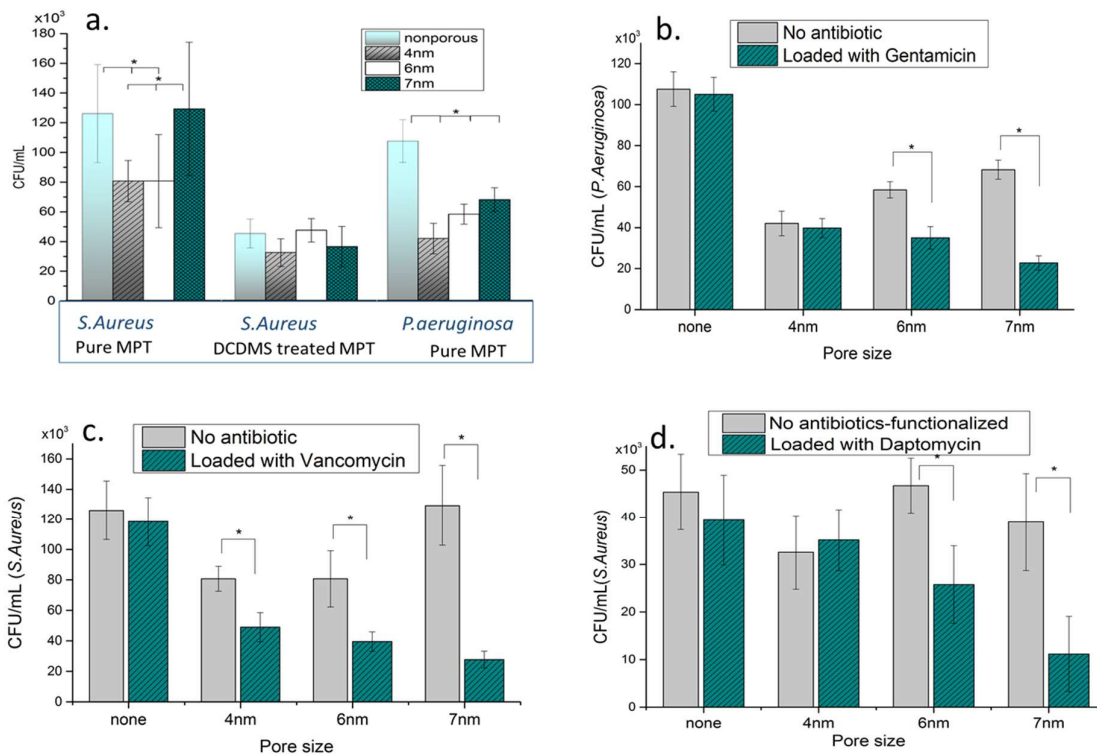 a.
×10³
nonporous
4nm
6nm
7nm
180
160
140
120
100
80
60
40
20
0
CFU/mL
* * *
S.Aureus S.Aureus P.aeruginosa
Pure MPT DCDMS treated MPT Pure MPT
b.
No antibiotic
Loaded with Gentamicin
×10³
120
100
80
60
40
20
0
CFU/mL (P.Aeruginosa)
* *
none 4nm 6nm 7nm
Pore size
c.
No antibiotic
Loaded with Vancomycin
×10³
160
140
120
100
80
60
40
20
0
CFU/mL (S.Aureus)
* * *
none 4nm 6nm 7nm
Pore size
d.
No antibiotics-functionalized
Loaded with Daptomycin
×10³
50
40
30
20
10
0
CFU/mL(S.Aureus)
* *
none 4nm 6nm 7nm
Pore size